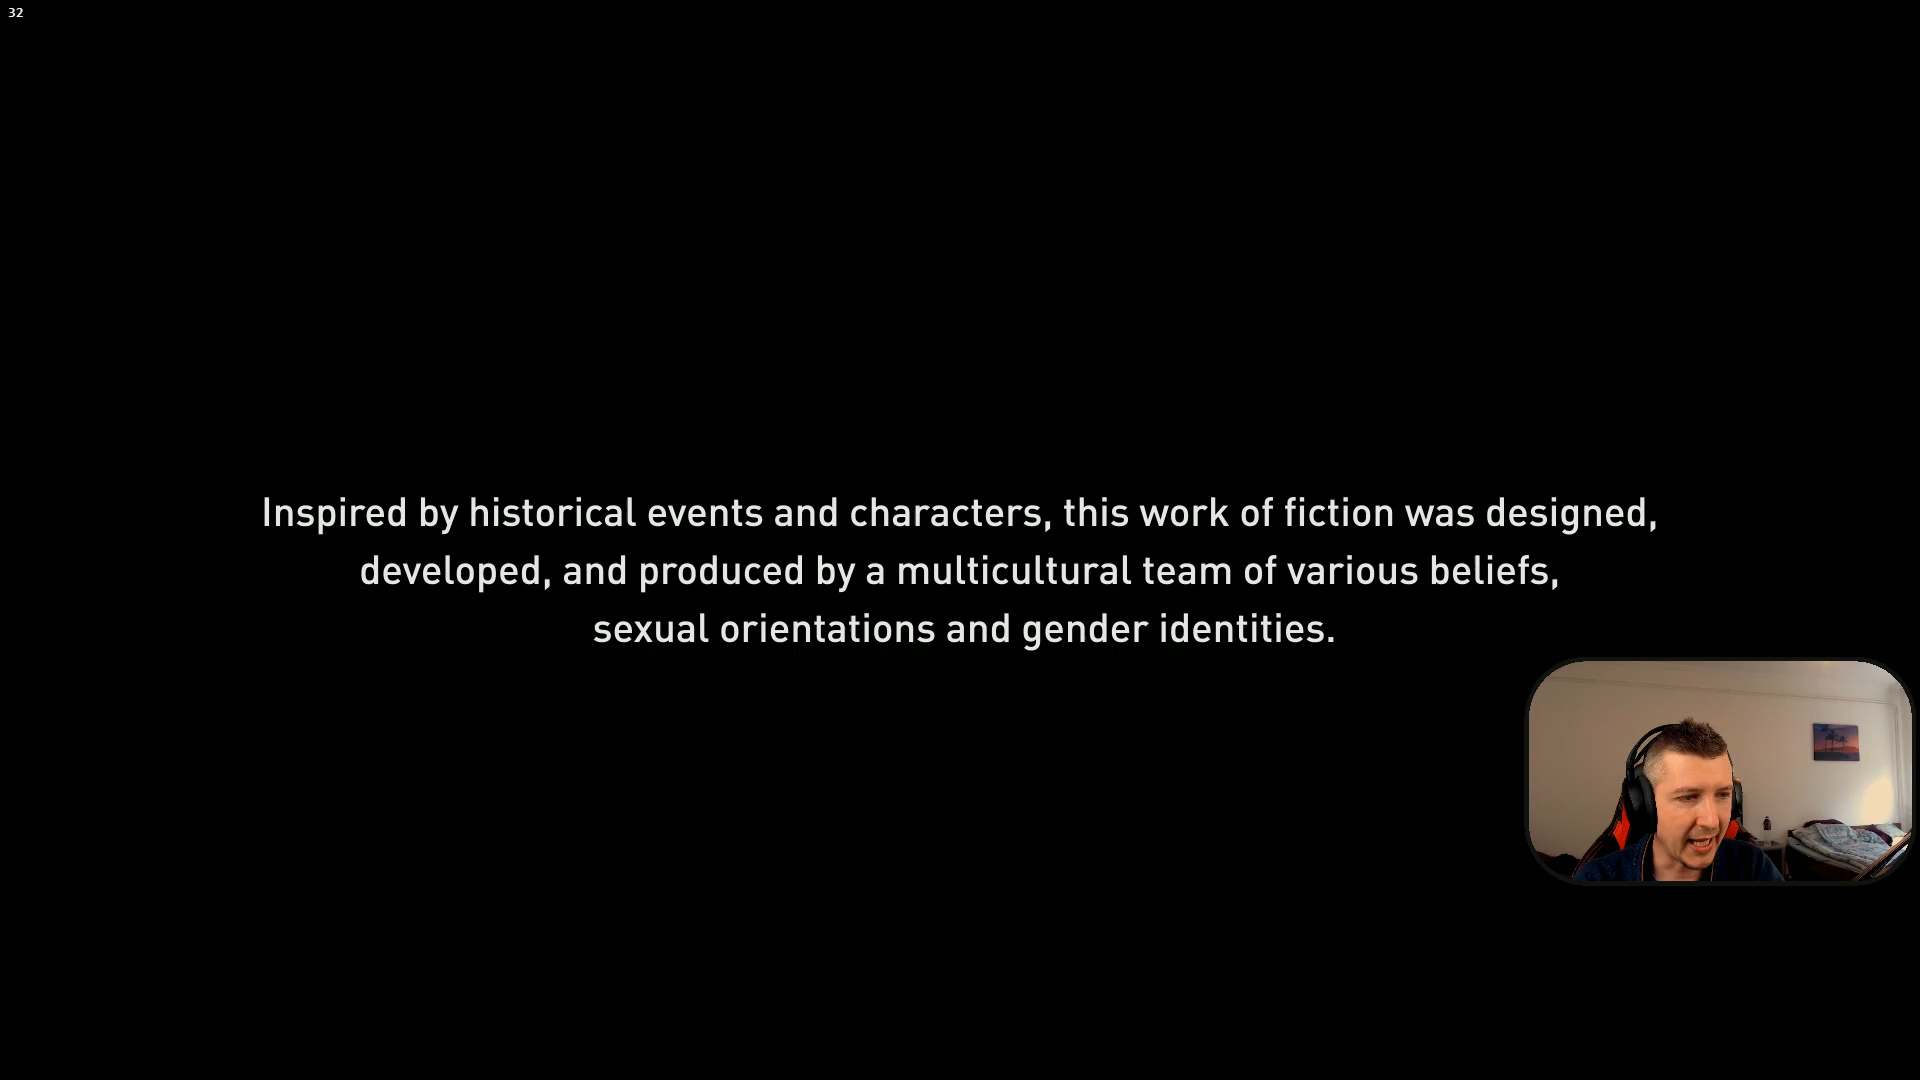 32
Inspired by historical events and characters, this work of fiction was designed,
developed, and produced by a multicultural team of various beliefs,
sexual orientations and gender identities.